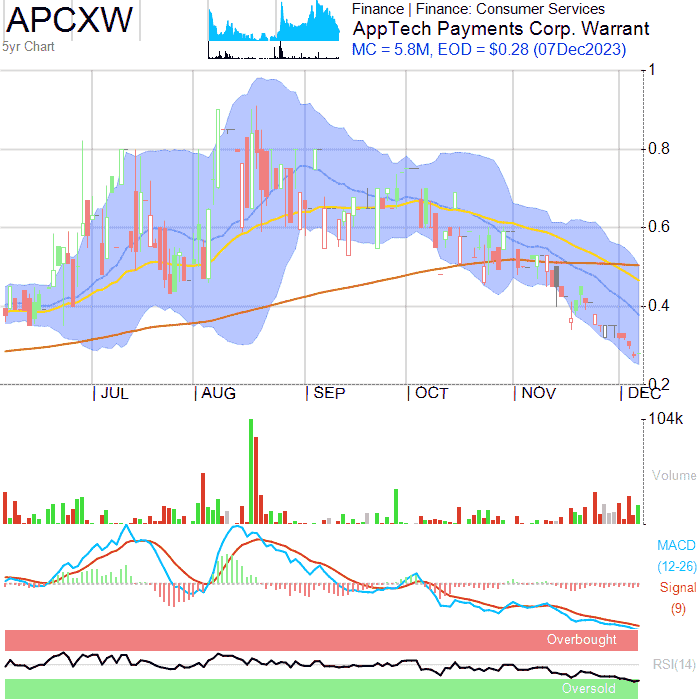 APCXW
5yr Chart
Finance | Finance: Consumer Services
AppTech Payments Corp. Warrant
MC = 5.8M, EOD = $0.28 (07Dec2023)
1
0.8
0.6
0.4
0.2
JUL
AUG
SEP
OCT
NOV
DEC
104k
Volume
MACD
(12-26)
Signal
(9)
Overbought
RSI(14)
Oversold